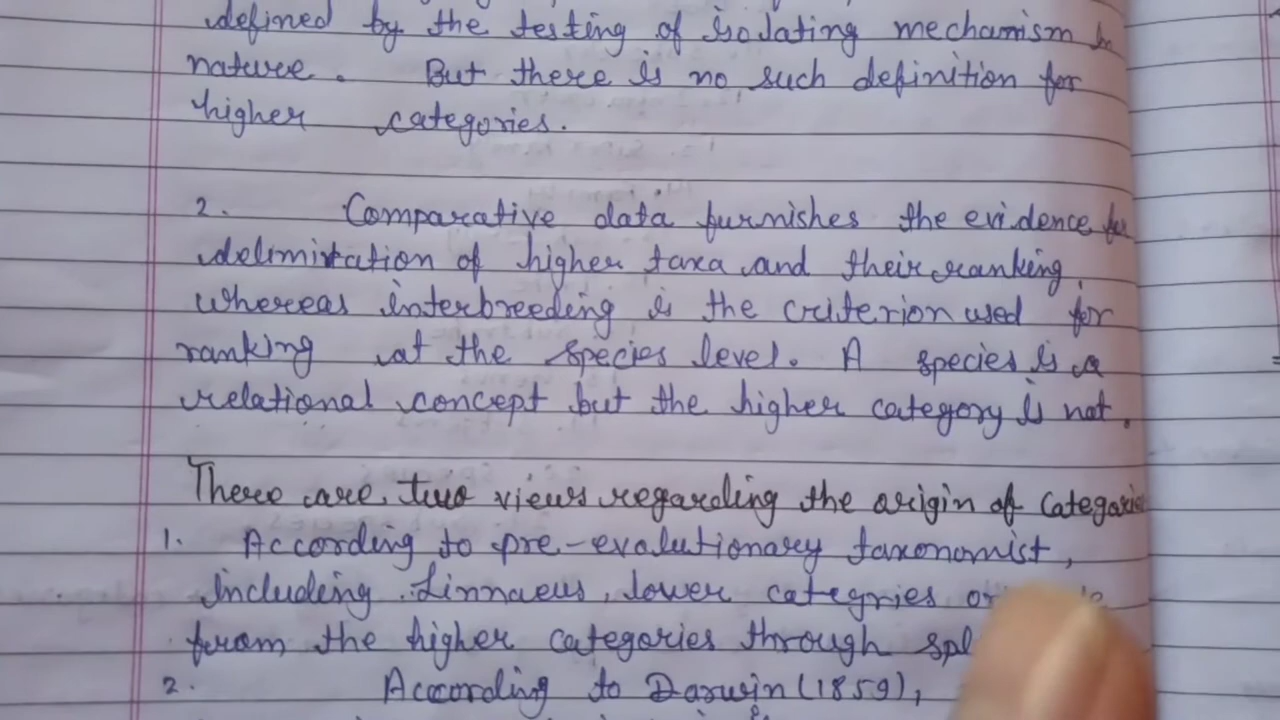 defined by the testing of isolating mechanism in
nature. But there is no such definition for
higher categories.
2. Comparative data furnishes the evidence for
delimitation of higher taxa and their ranking,
whereas interbreeding is the criterion used for
ranking at the species level. A species is a
relational concept but the higher category is not.
There are two views regarding the origin of categories
1. According to pre-evalutionary taxonomist,
including Linnaeus, lower categries
from the higher categories through
2. According to Darwin (1859),